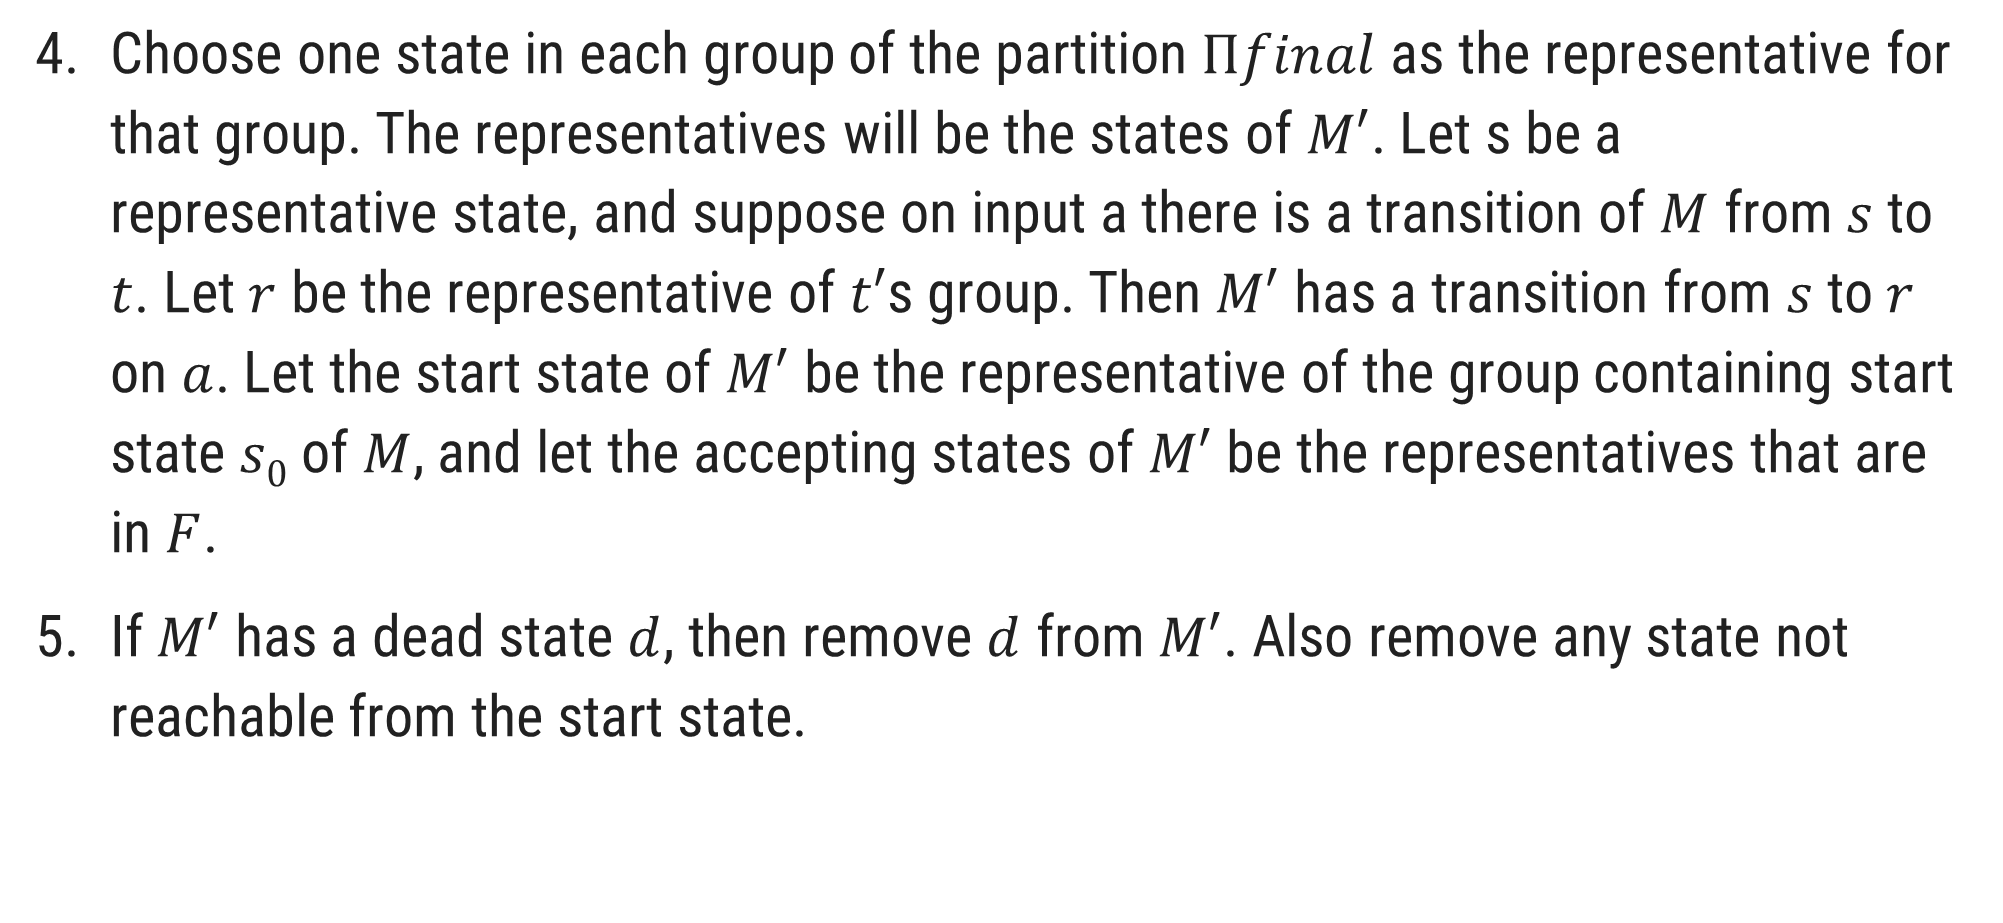 4. Choose one state in each group of the partition Π𝑓𝑖𝑛𝑎𝑙 as the representative for
that group. The representatives will be the states of 𝑀′. Let s be a
representative state, and suppose on input a there is a transition of 𝑀 from 𝑠 to
𝑡. Let 𝑟 be the representative of 𝑡′s group. Then 𝑀′ has a transition from 𝑠 to 𝑟
on 𝑎. Let the start state of 𝑀′ be the representative of the group containing start
state 𝑠₀ of 𝑀, and let the accepting states of 𝑀′ be the representatives that are
in 𝐹.
5. If 𝑀′ has a dead state 𝑑, then remove 𝑑 from 𝑀′. Also remove any state not
reachable from the start state.